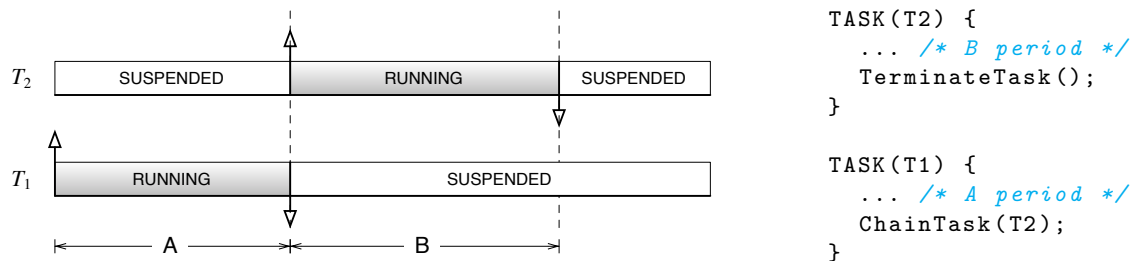 T2 SUSPENDED RUNNING SUSPENDED
T1 RUNNING SUSPENDED
A B
TASK(T2) {
... /* B period */
TerminateTask();
}
TASK(T1) {
... /* A period */
ChainTask(T2);
}